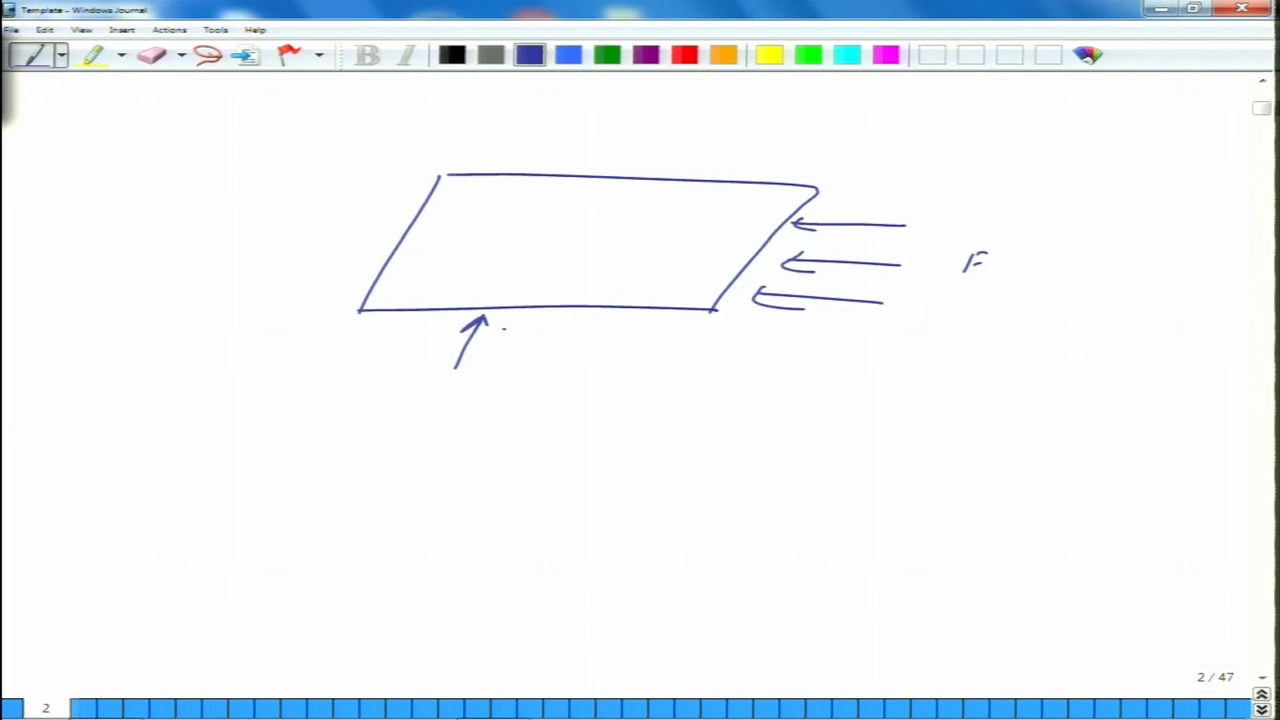 Template - Windows Journal
File Edit View Insert Actions Tools Help
B I
F
2 / 47
2